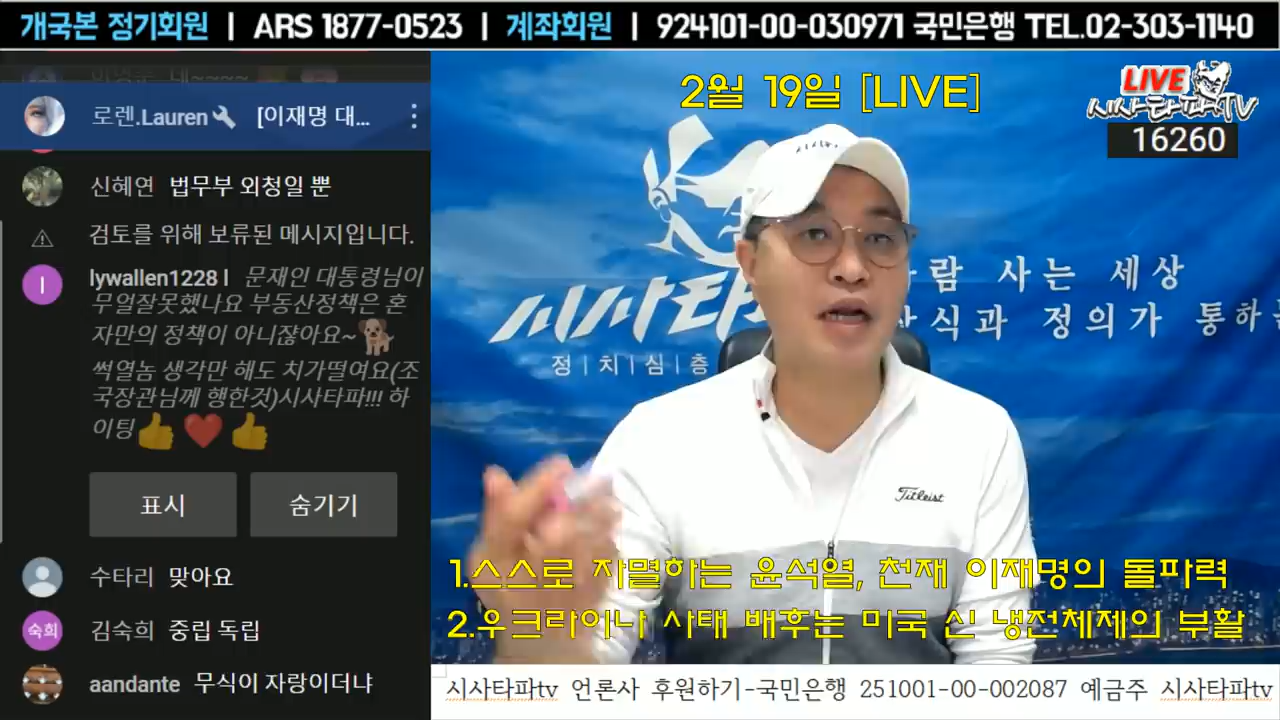 개국본 정기회원 | ARS 1877-0523 | 계좌회원 | 924101-00-030971 국민은행 TEL.02-303-1140
로렌.Lauren [이재명 대...
신혜연 법무부 외청일 뿐
검토를 위해 보류된 메시지입니다.
lywallen1228 l 문재인 대통령님이
무얼잘못했나요 부동산정책은 혼
자만의 정책이 아니잖아요~
썩열놈 생각만 해도 치가떨여요(조
국장관님께 행한것)시사타파!!! 하
이팅
표시 숨기기
수타리 맞아요
숙희 김숙희 중립 독립
aandante 무식이 자랑이더냐
2월 19일 [LIVE]
LIVE
시사타파TV
16260
시사타
정|치|심|층
람 사는 세상
상식과 정의가 통하
Titleist
1.스스로 자멸하는 윤석열, 천재 이재명의 돌파력
2.우크라이나 사태 배후는 미국 신 냉전체제의 부활
시사타파tv 언론사 후원하기-국민은행 251001-00-002087 예금주 시사타파tv